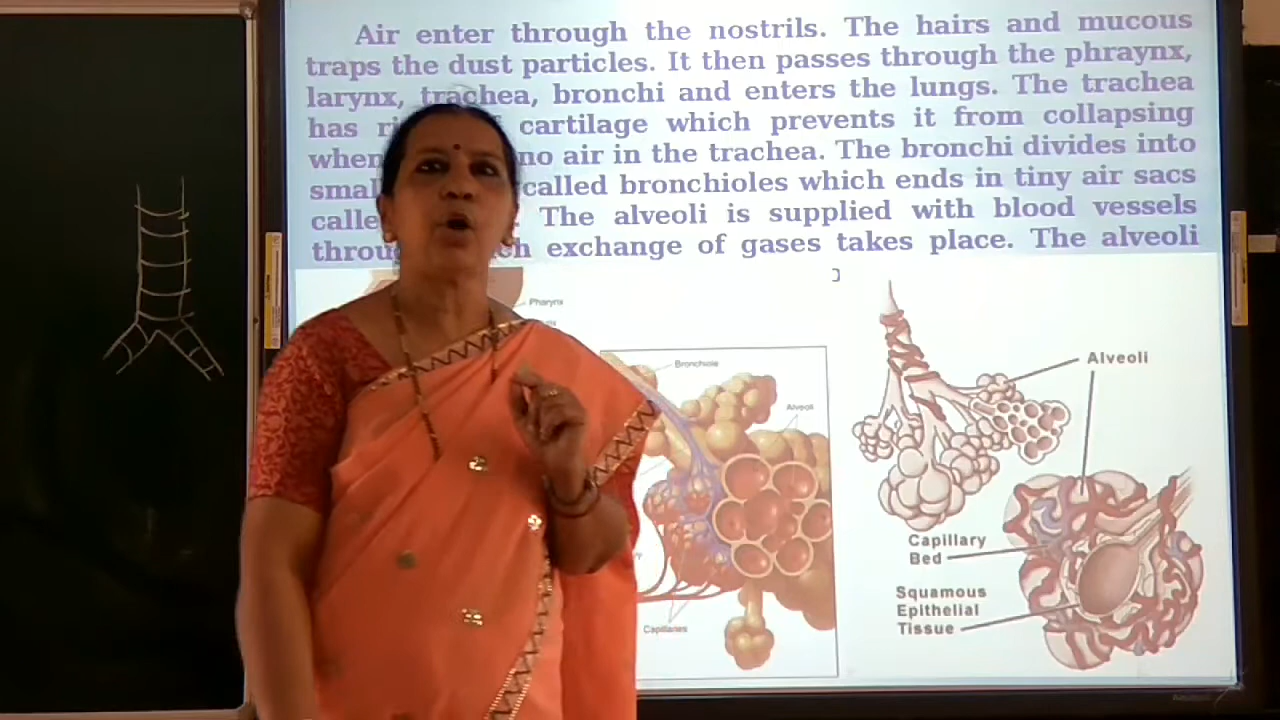 Air enter through the nostrils. The hairs and mucous
traps the dust particles. It then passes through the phraynx,
larynx, trachea, bronchi and enters the lungs. The trachea
has cartilage which prevents it from collapsing
when no air in the trachea. The bronchi divides into
called bronchioles which ends in tiny air sacs
The alveoli is supplied with blood vessels
exchange of gases takes place. The alveoli
Pharynx
Bronchiole
Alveoli
Capillaries
Alveoli
Capillary
Bed
Squamous
Epithelial
Tissue